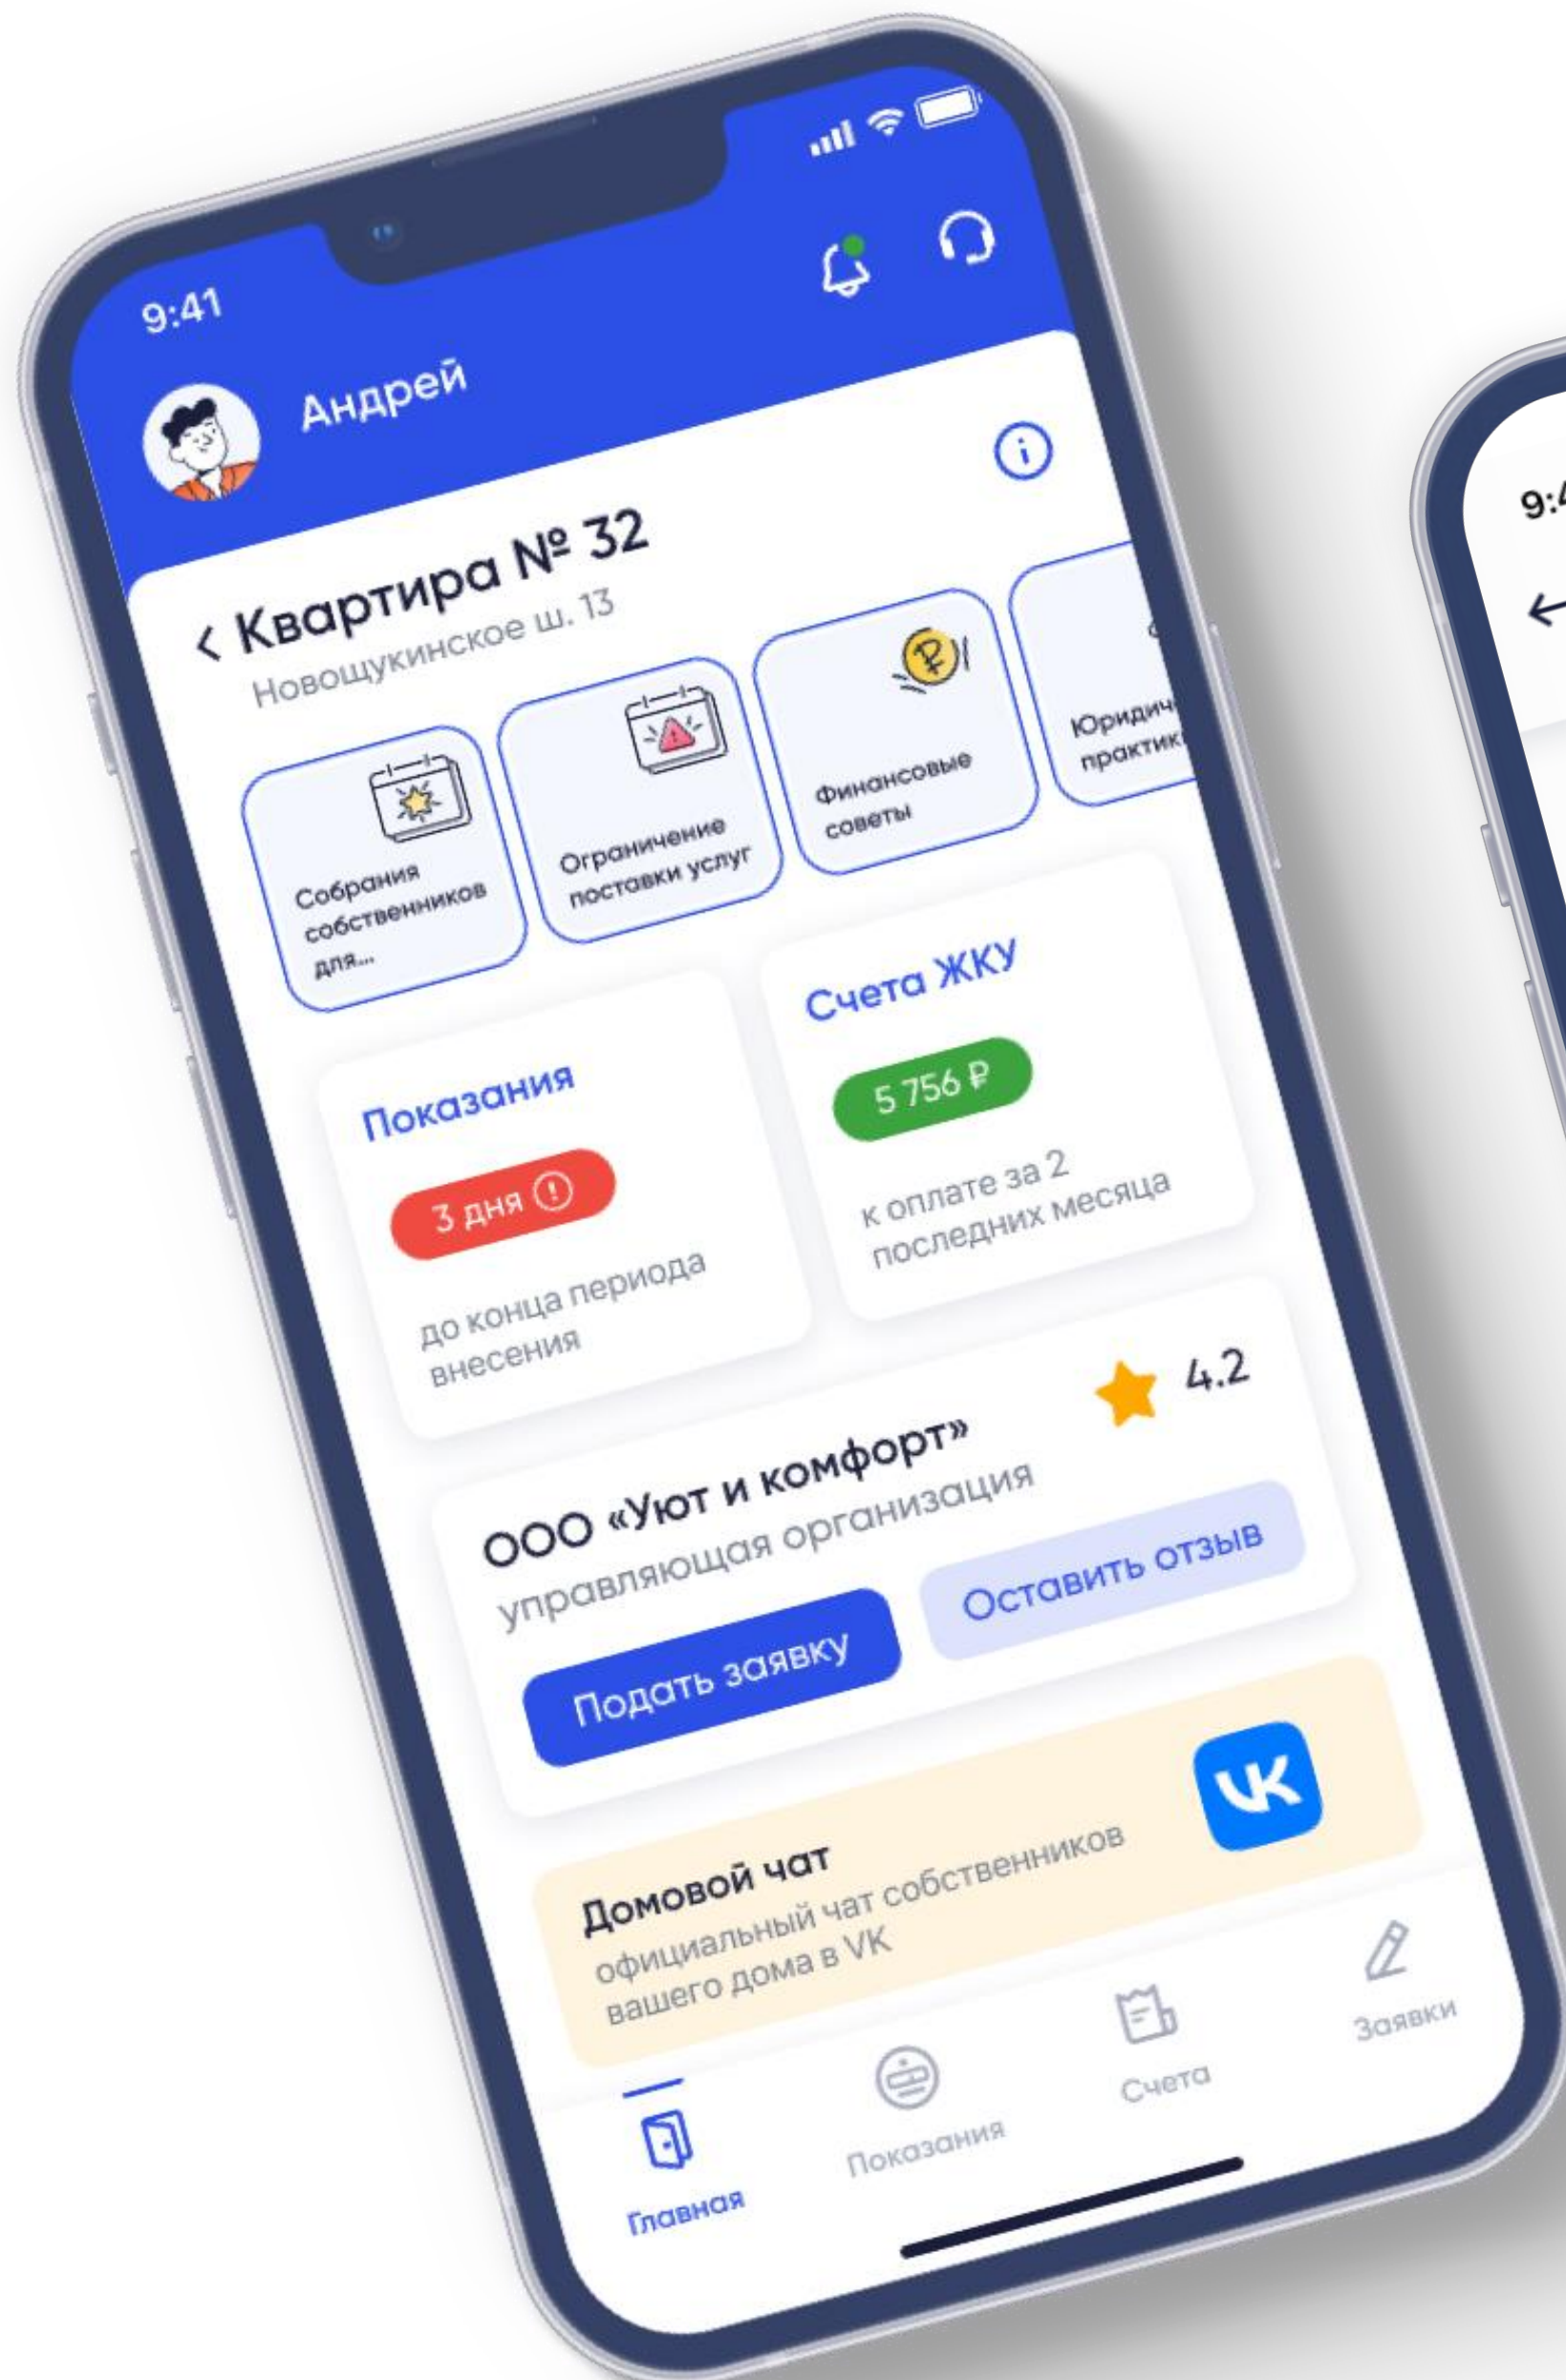 9:41
Андрей
Квартира № 32
Новощукинское ш. 13
Собрания
собственников
для...
Ограничение
поставки услуг
Финансовые
советы
Показания
3 дня
до конца периода
внесения
Счета ЖКУ
5 756 ₽
к оплате за 2
последних месяца
ООО «Уют и комфорт»
4.2
управляющая организация
Подать заявку
Оставить отзыв
Домовой чат
официальный чат собственников
вашего дома в VK
VK
Главная
Показания
Счета
Заявки